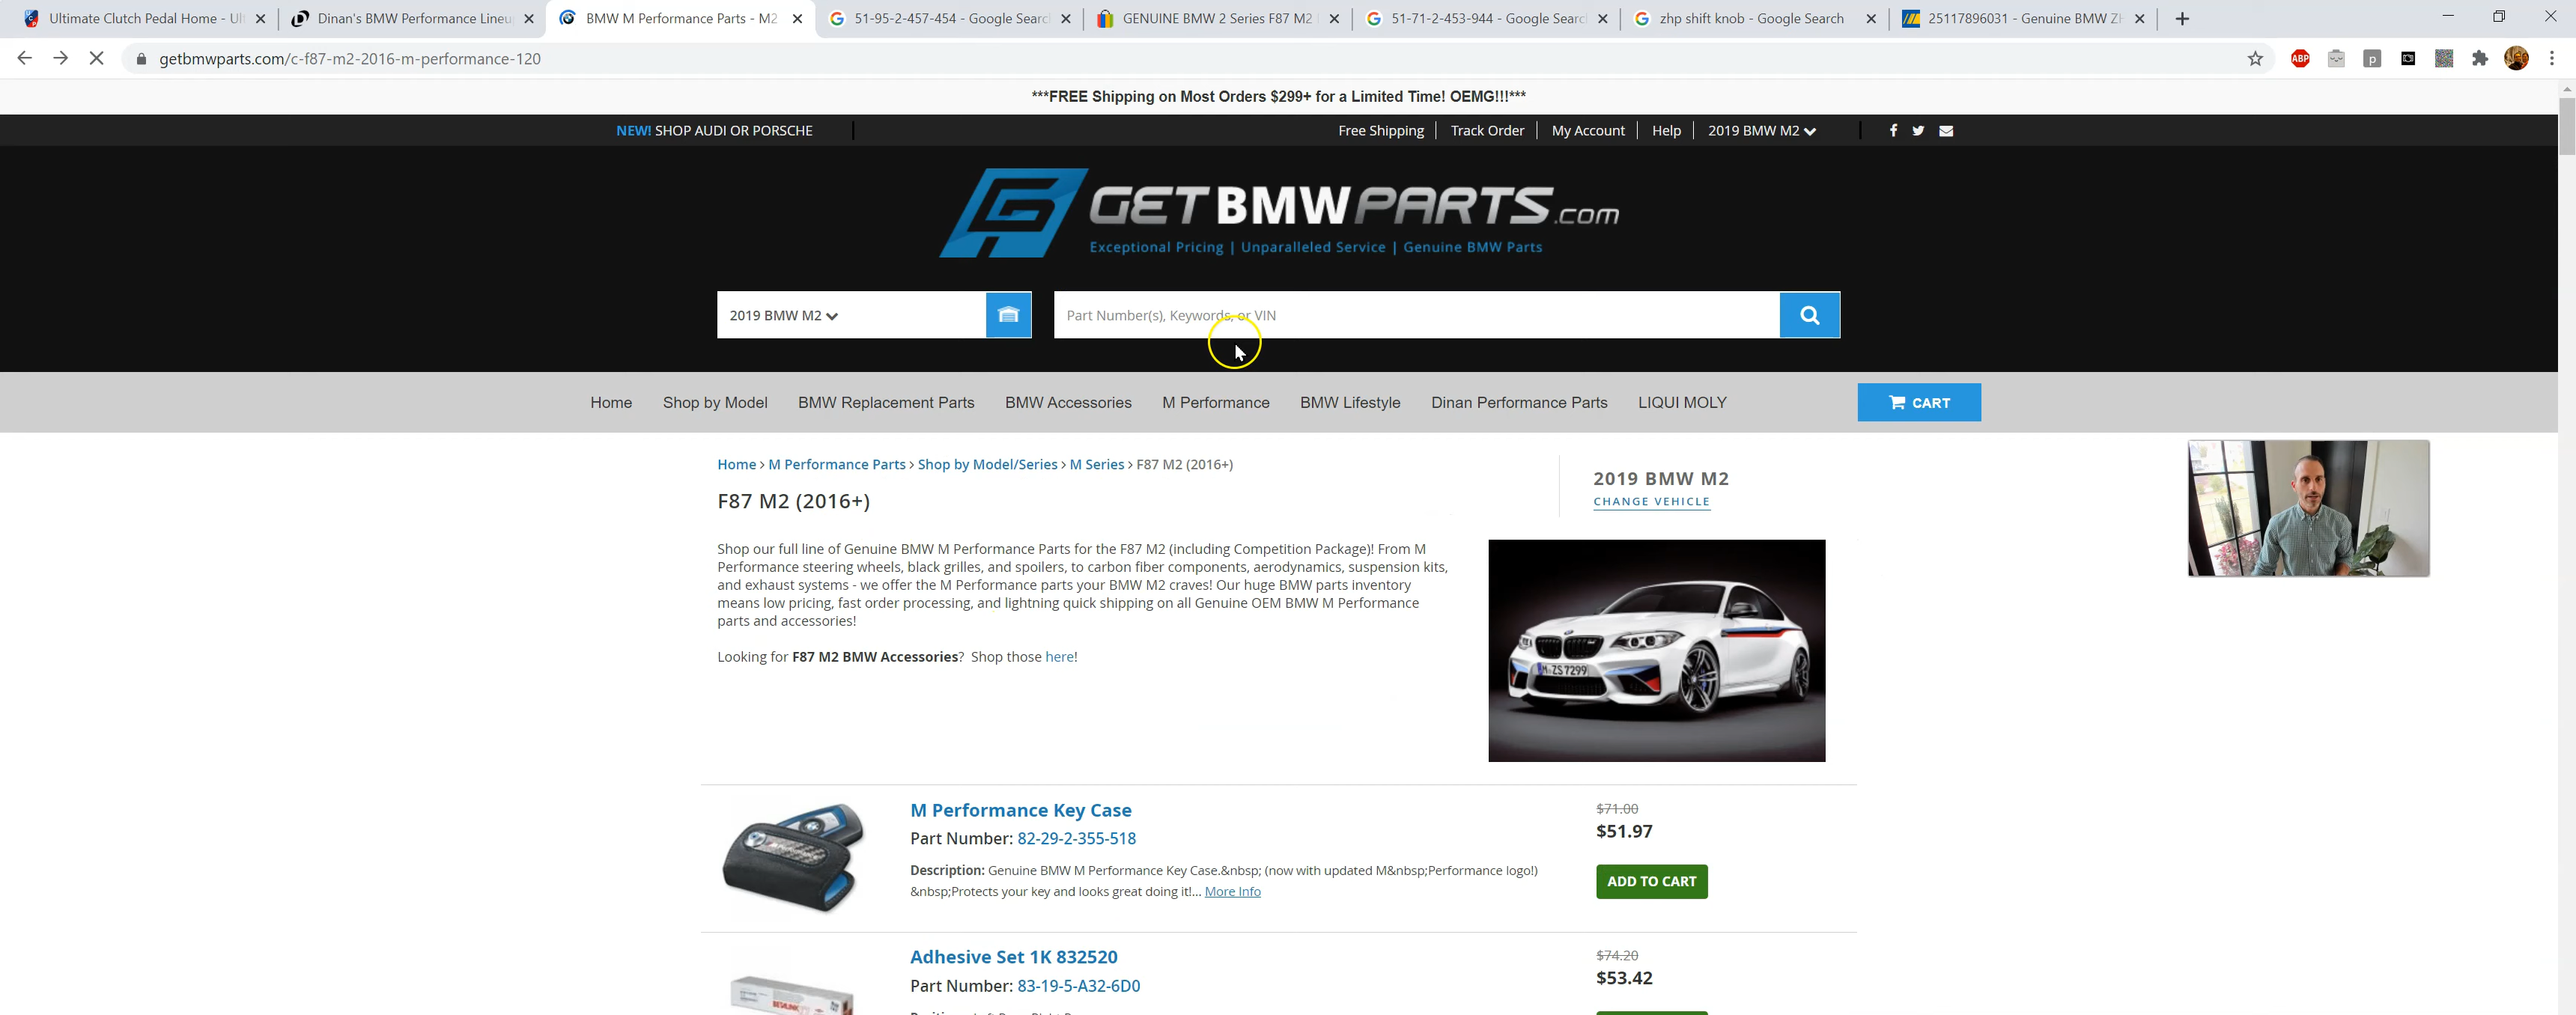 Ultimate Clutch Pedal Home - Ul
Dinan's BMW Performance Lineu
BMW M Performance Parts - M2
51-95-2-457-454 - Google Searc
GENUINE BMW 2 Series F87 M2
51-71-2-453-944 - Google Searc
zhp shift knob - Google Search
25117896031 - Genuine BMW ZH
getbmwparts.com/c-f87-m2-2016-m-performance-120
ABP
p
***FREE Shipping on Most Orders $299+ for a Limited Time! OEMG!!!***
NEW! SHOP AUDI OR PORSCHE
Free Shipping
Track Order
My Account
Help
2019 BMW M2
GETBMWPARTS.com
Exceptional Pricing | Unparalleled Service | Genuine BMW Parts
2019 BMW M2
Part Number(s), Keywords, or VIN
Home
Shop by Model
BMW Replacement Parts
BMW Accessories
M Performance
BMW Lifestyle
Dinan Performance Parts
LIQUI MOLY
CART
Home > M Performance Parts > Shop by Model/Series > M Series > F87 M2 (2016+)
2019 BMW M2
CHANGE VEHICLE
F87 M2 (2016+)
Shop our full line of Genuine BMW M Performance Parts for the F87 M2 (including Competition Package)! From M
Performance steering wheels, black grilles, and spoilers, to carbon fiber components, aerodynamics, suspension kits,
and exhaust systems - we offer the M Performance parts your BMW M2 craves! Our huge BMW parts inventory
means low pricing, fast order processing, and lightning quick shipping on all Genuine OEM BMW M Performance
parts and accessories!
Looking for F87 M2 BMW Accessories? Shop those here!
M·ZS 7299
M Performance Key Case
Part Number: 82-29-2-355-518
Description: Genuine BMW M Performance Key Case.&nbsp; (now with updated M&nbsp;Performance logo!)
&nbsp;Protects your key and looks great doing it!... More Info
$71.00
$51.97
ADD TO CART
Adhesive Set 1K 832520
Part Number: 83-19-5-A32-6D0
$74.20
$53.42